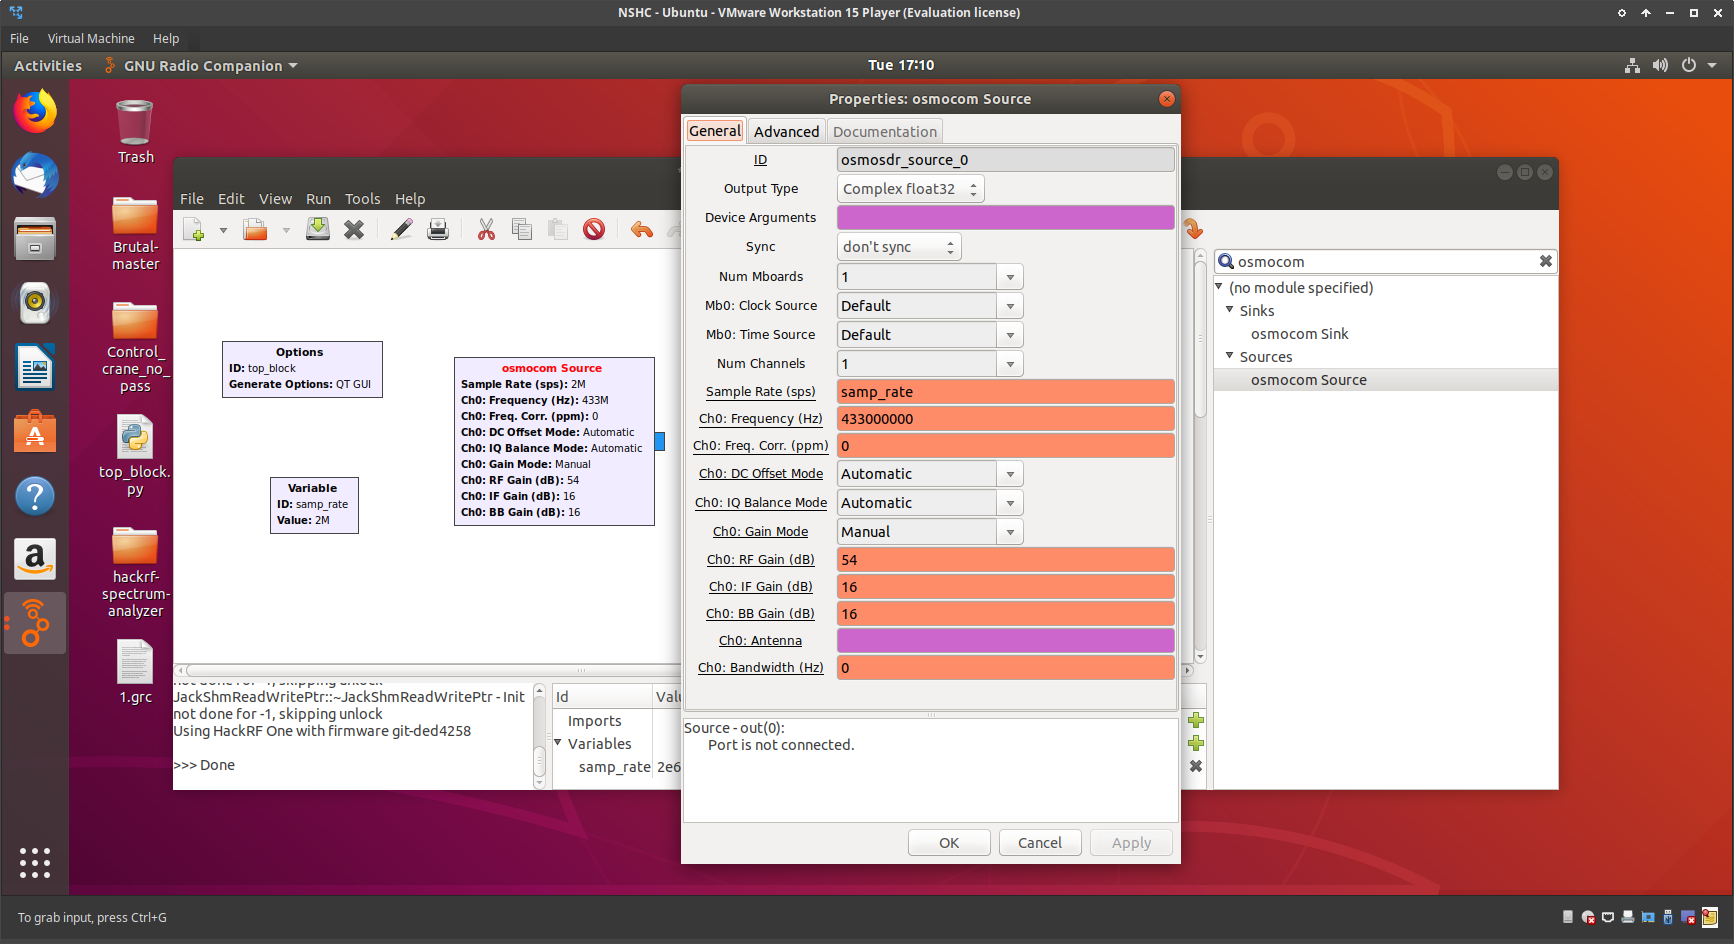 NSHC - Ubuntu - VMware Workstation 15 Player (Evaluation license)
File Virtual Machine Help
Activities GNU Radio Companion Tue 17:10
Trash
Brutal-
master
Control_
crane_no_
pass
top_block.
py
hackrf-
spectrum-
analyzer
1.grc
File Edit View Run Tools Help
Options
ID: top_block
Generate Options: QT GUI
Variable
ID: samp_rate
Value: 2M
osmocom Source
Sample Rate (sps): 2M
Ch0: Frequency (Hz): 433M
Ch0: Freq. Corr. (ppm): 0
Ch0: DC Offset Mode: Automatic
Ch0: IQ Balance Mode: Automatic
Ch0: Gain Mode: Manual
Ch0: RF Gain (dB): 54
Ch0: IF Gain (dB): 16
Ch0: BB Gain (dB): 16
not done for -1, skipping unlock
JackShmReadWritePtr::~JackShmReadWritePtr - Init
not done for -1, skipping unlock
Using HackRF One with firmware git-ded4258
>>> Done
Id Valu
Imports
Variables
samp_rate 2e6
Properties: osmocom Source
General Advanced Documentation
ID osmosdr_source_0
Output Type Complex float32
Device Arguments
Sync don't sync
Num Mboards 1
Mb0: Clock Source Default
Mb0: Time Source Default
Num Channels 1
Sample Rate (sps) samp_rate
Ch0: Frequency (Hz) 433000000
Ch0: Freq. Corr. (ppm) 0
Ch0: DC Offset Mode Automatic
Ch0: IQ Balance Mode Automatic
Ch0: Gain Mode Manual
Ch0: RF Gain (dB) 54
Ch0: IF Gain (dB) 16
Ch0: BB Gain (dB) 16
Ch0: Antenna
Ch0: Bandwidth (Hz) 0
Source - out(0):
Port is not connected.
OK Cancel Apply
osmocom
(no module specified)
Sinks
osmocom Sink
Sources
osmocom Source
To grab input, press Ctrl+G